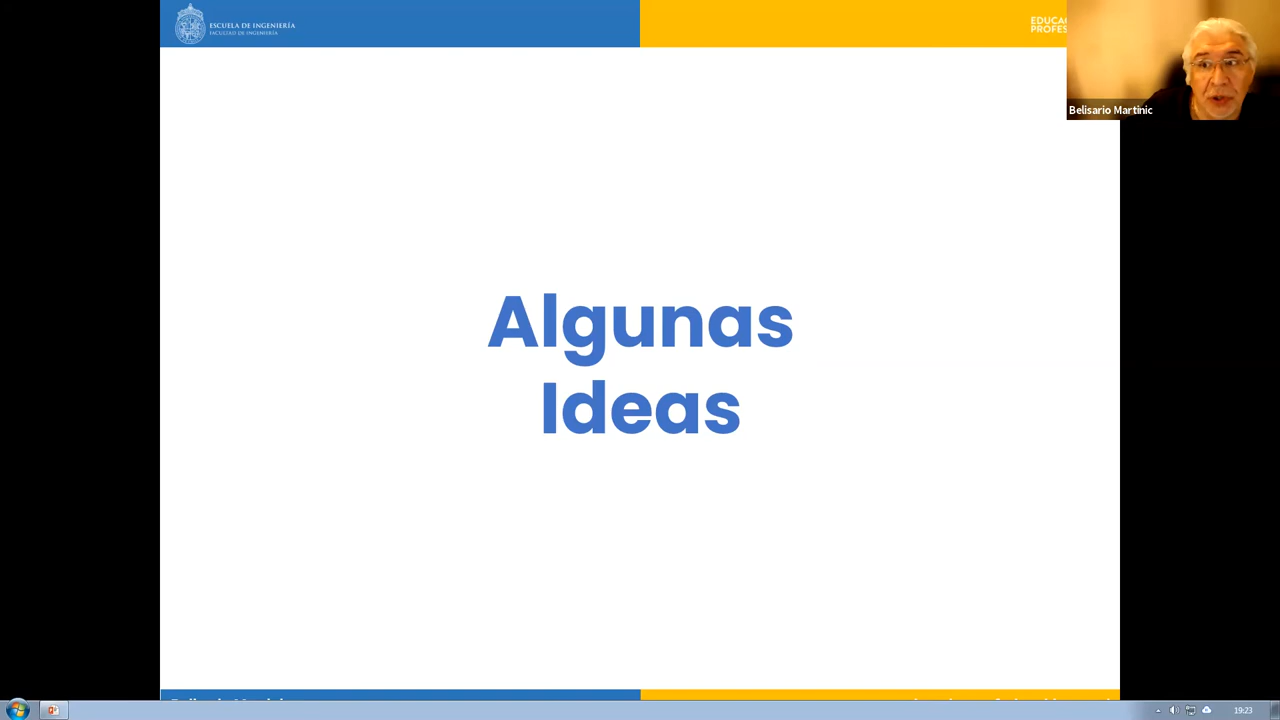 ESCUELA DE INGENIERÍA
FACULTAD DE INGENIERÍA
Belisario Martinic
Algunas
Ideas
19:23